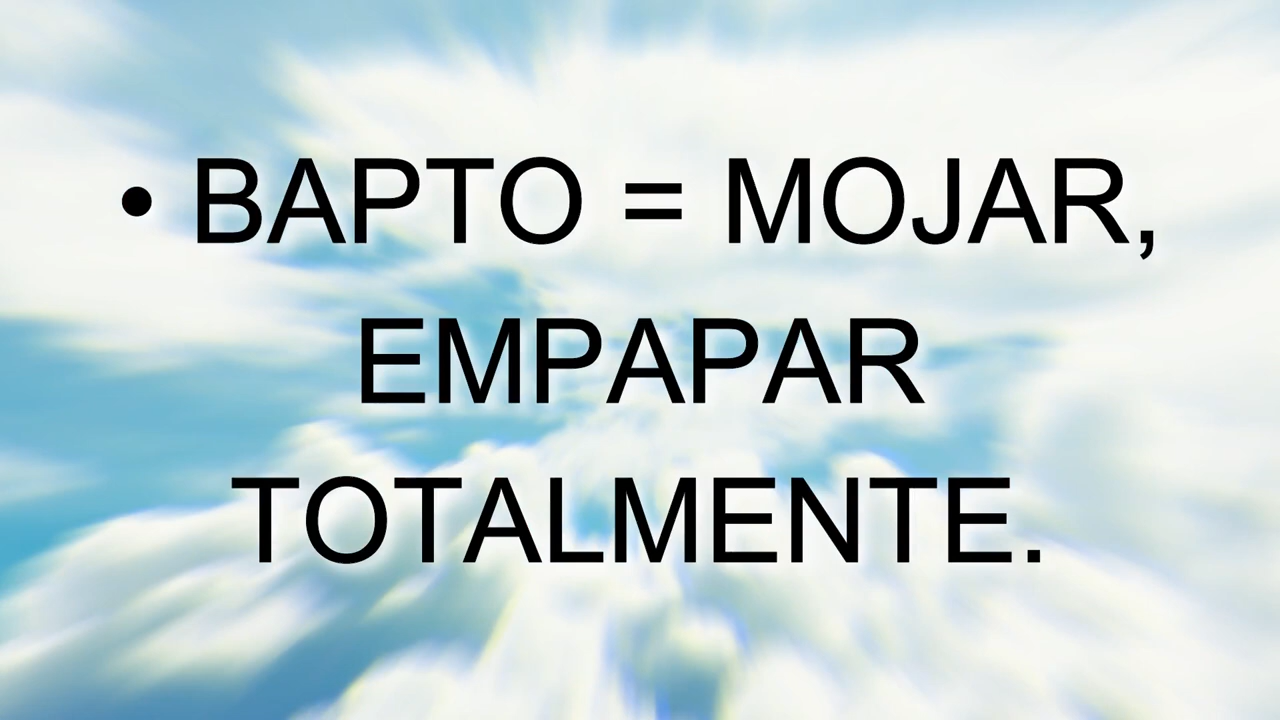 • BAPTO = MOJAR,
EMPAPAR
TOTALMENTE.